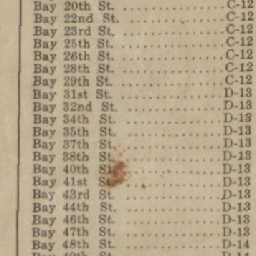 Bay 20th St. ................ C-12
Bay 22nd St. ................ C-12
Bay 23rd St. ................ C-12
Bay 25th St. ................ C-12
Bay 26th St. ................ C-12
Bay 28th St. ................ C-12
Bay 29th St. ................ C-12
Bay 31st St. ................ D-13
Bay 32nd St. ................ D-13
Bay 34th St. ................ D-13
Bay 35th St. ................ D-13
Bay 37th St. ................ D-13
Bay 38th St. ................ D-13
Bay 40th St. ................ D-13
Bay 41st St. ................ D-13
Bay 43rd St. ................ D-13
Bay 44th St. ................ D-13
Bay 46th St. ................ D-13
Bay 47th St. ................ D-13
Bay 48th St. ................ D-14